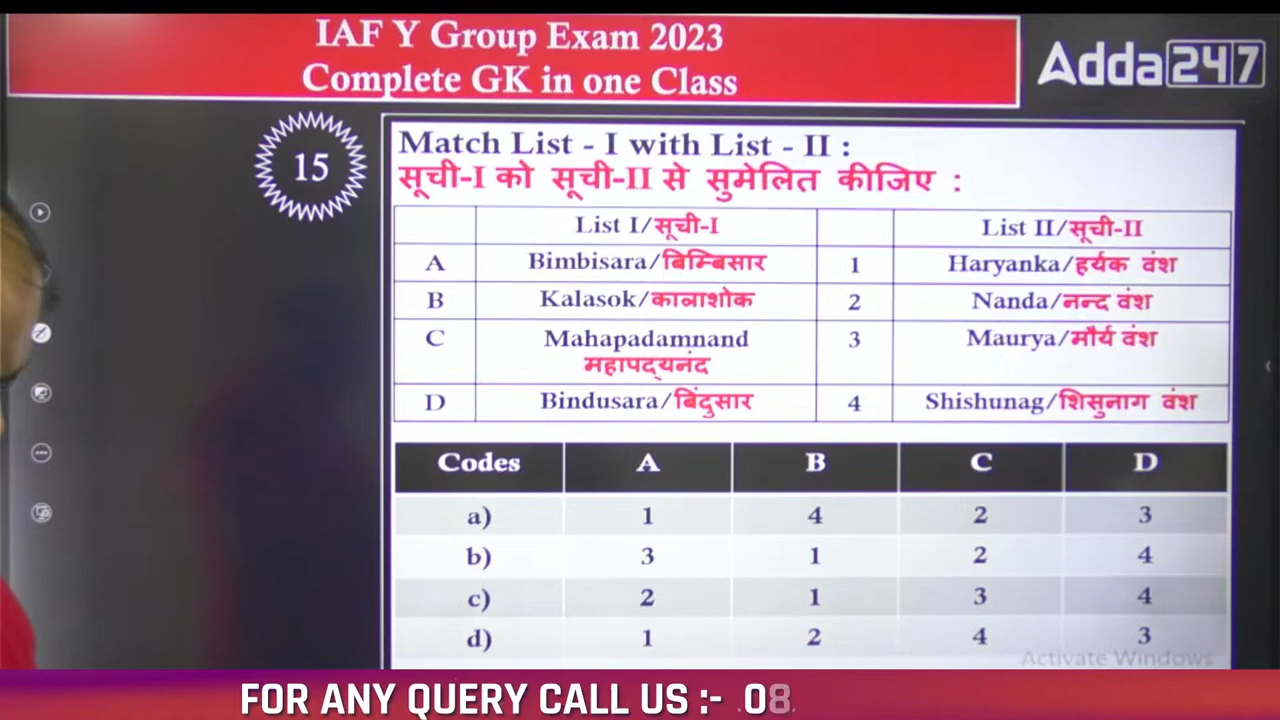 IAF Y Group Exam 2023
Complete GK in one Class
Adda247
15
Match List - I with List - II :
सूची-I को सूची-II से सुमेलित कीजिए :
List I/सूची-I List II/सूची-II
A Bimbisara/बिम्बिसार 1 Haryanka/हर्यक वंश
B Kalasok/कालाशोक 2 Nanda/नन्द वंश
C Mahapadamnand 3 Maurya/मौर्य वंश
महापद्यनंद
D Bindusara/बिंदुसार 4 Shishunag/शिसुनाग वंश
Codes A B C D
a) 1 4 2 3
b) 3 1 2 4
c) 2 1 3 4
d) 1 2 4 3
Activate Windows
FOR ANY QUERY CALL US :- 08